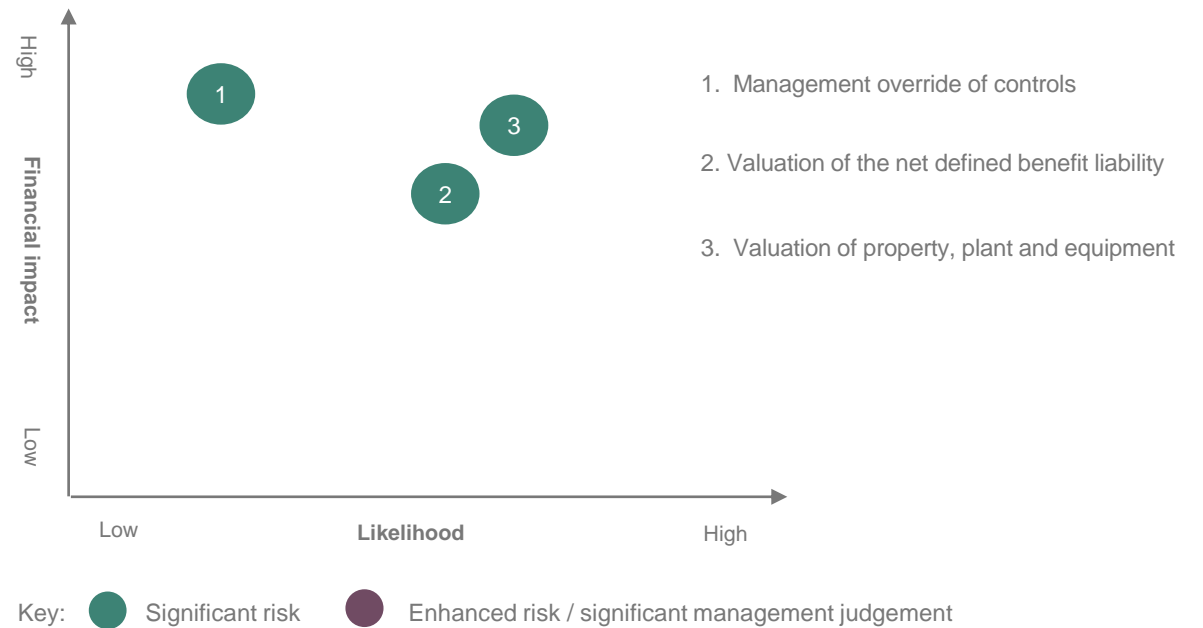 High
Financial impact
Low
1
3
2
1. Management override of controls
2. Valuation of the net defined benefit liability
3. Valuation of property, plant and equipment
Low
Likelihood
High
Key: Significant risk Enhanced risk / significant management judgement